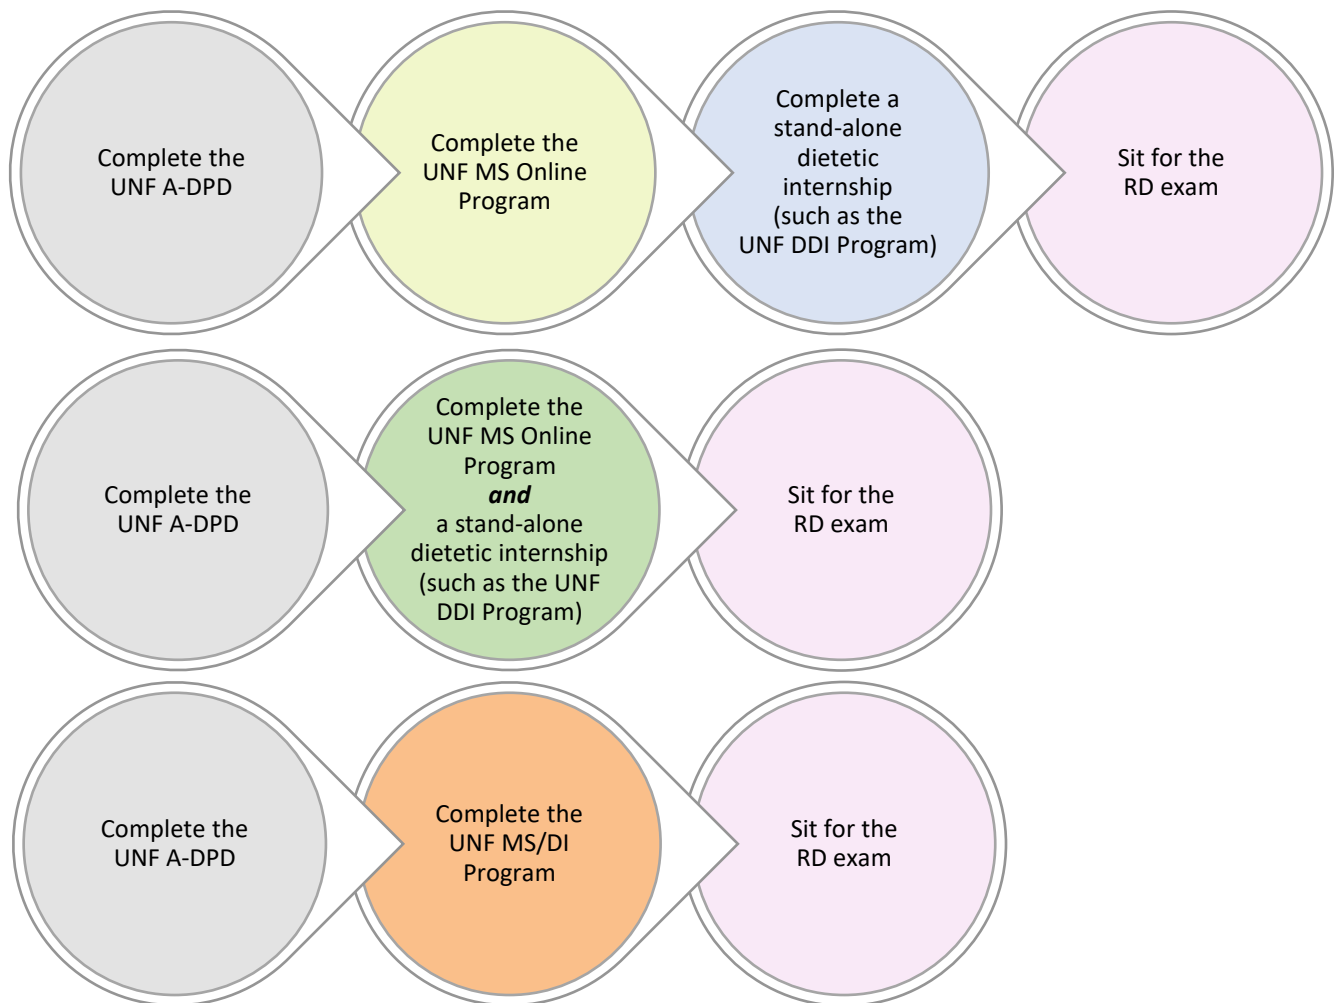 Complete the
UNF A-DPD
Complete the
UNF MS Online
Program
Complete a
stand-alone
dietetic
internship
(such as the
UNF DDI Program)
Sit for the
RD exam
Complete the
UNF A-DPD
Complete the
UNF MS Online
Program
and
a stand-alone
dietetic internship
(such as the UNF
DDI Program)
Sit for the
RD exam
Complete the
UNF A-DPD
Complete the
UNF MS/DI
Program
Sit for the
RD exam